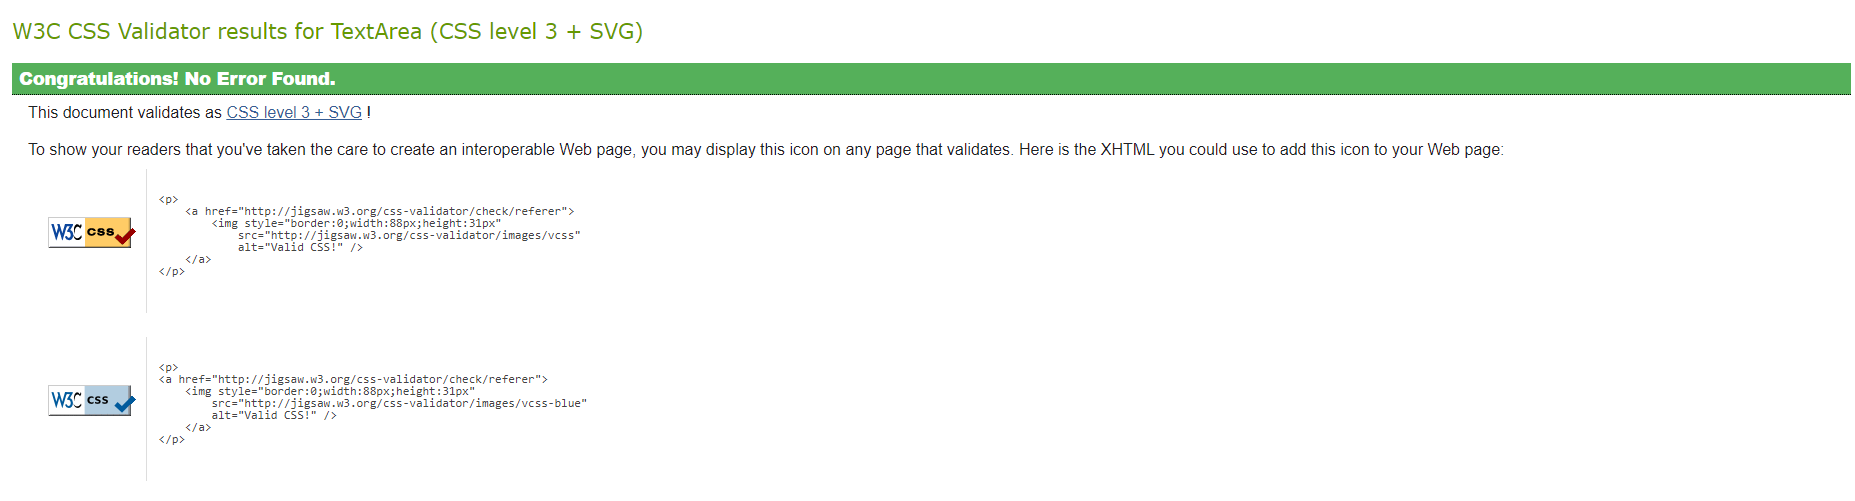 W3C CSS Validator results for TextArea (CSS level 3 + SVG)
Congratulations! No Error Found.
This document validates as CSS level 3 + SVG !
To show your readers that you've taken the care to create an interoperable Web page, you may display this icon on any page that validates. Here is the XHTML you could use to add this icon to your Web page:
W3C css
<p>
    <a href="http://jigsaw.w3.org/css-validator/check/referer">
        <img style="border:0;width:88px;height:31px"
            src="http://jigsaw.w3.org/css-validator/images/vcss"
            alt="Valid CSS!" />
    </a>
</p>
W3C css
<p>
<a href="http://jigsaw.w3.org/css-validator/check/referer">
    <img style="border:0;width:88px;height:31px"
        src="http://jigsaw.w3.org/css-validator/images/vcss-blue"
        alt="Valid CSS!" />
    </a>
</p>